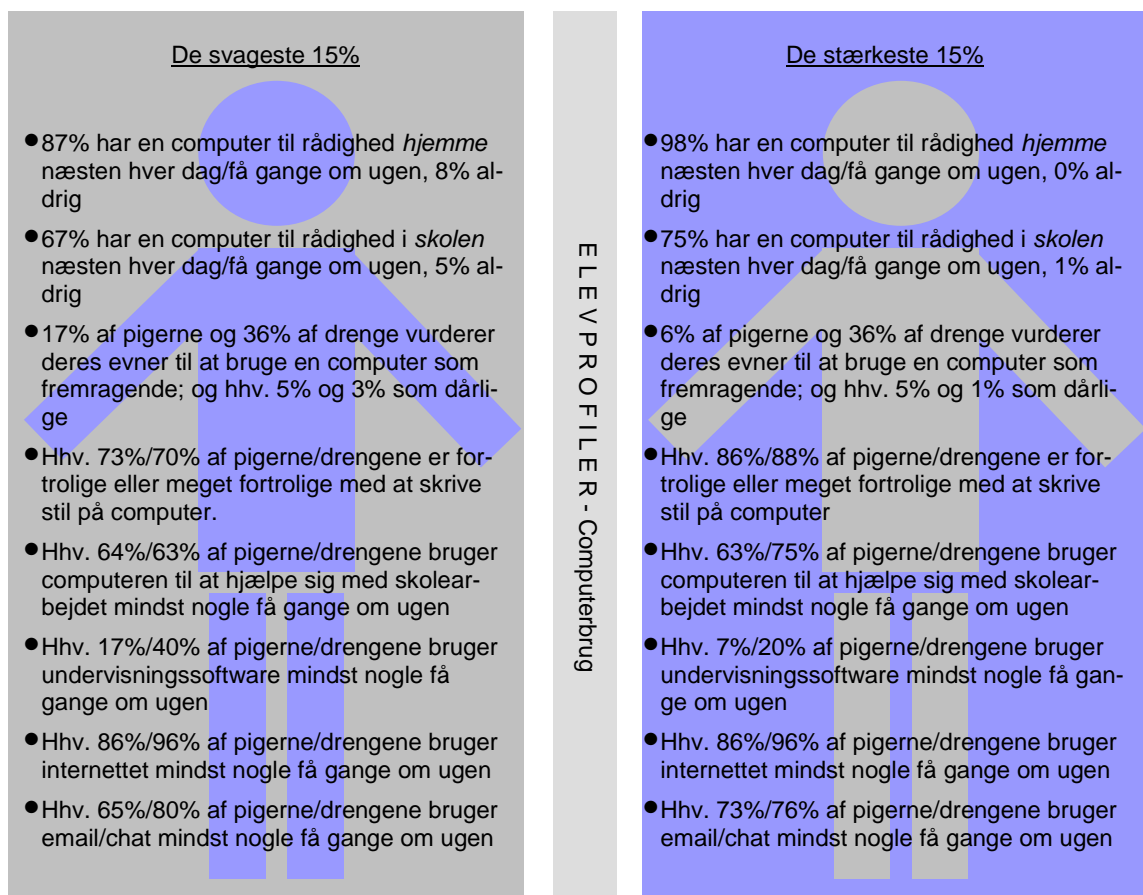 De svageste 15%
●87% har en computer til rådighed hjemme
næsten hver dag/få gange om ugen, 8% al-
drig
●67% har en computer til rådighed i skolen
næsten hver dag/få gange om ugen, 5% al-
drig
●17% af pigerne og 36% af drenge vurderer
deres evner til at bruge en computer som
fremragende; og hhv. 5% og 3% som dårli-
ge
●Hhv. 73%/70% af pigerne/drengene er for-
trolige eller meget fortrolige med at skrive
stil på computer.
●Hhv. 64%/63% af pigerne/drengene bruger
computeren til at hjælpe sig med skolear-
bejdet mindst nogle få gange om ugen
●Hhv. 17%/40% af pigerne/drengene bruger
undervisningssoftware mindst nogle få
gange om ugen
●Hhv. 86%/96% af pigerne/drengene bruger
internettet mindst nogle få gange om ugen
●Hhv. 65%/80% af pigerne/drengene bruger
email/chat mindst nogle få gange om ugen
E L E V P R O F I L E R - Computerbrug
De stærkeste 15%
●98% har en computer til rådighed hjemme
næsten hver dag/få gange om ugen, 0% al-
drig
●75% har en computer til rådighed i skolen
næsten hver dag/få gange om ugen, 1% al-
drig
●6% af pigerne og 36% af drenge vurderer
deres evner til at bruge en computer som
fremragende; og hhv. 5% og 1% som dårli-
ge
●Hhv. 86%/88% af pigerne/drengene er for-
trolige eller meget fortrolige med at skrive
stil på computer
●Hhv. 63%/75% af pigerne/drengene bruger
computeren til at hjælpe sig med skolear-
bejdet mindst nogle få gange om ugen
●Hhv. 7%/20% af pigerne/drengene bruger
undervisningssoftware mindst nogle få gan-
ge om ugen
●Hhv. 86%/96% af pigerne/drengene bruger
internettet mindst nogle få gange om ugen
●Hhv. 73%/76% af pigerne/drengene bruger
email/chat mindst nogle få gange om ugen